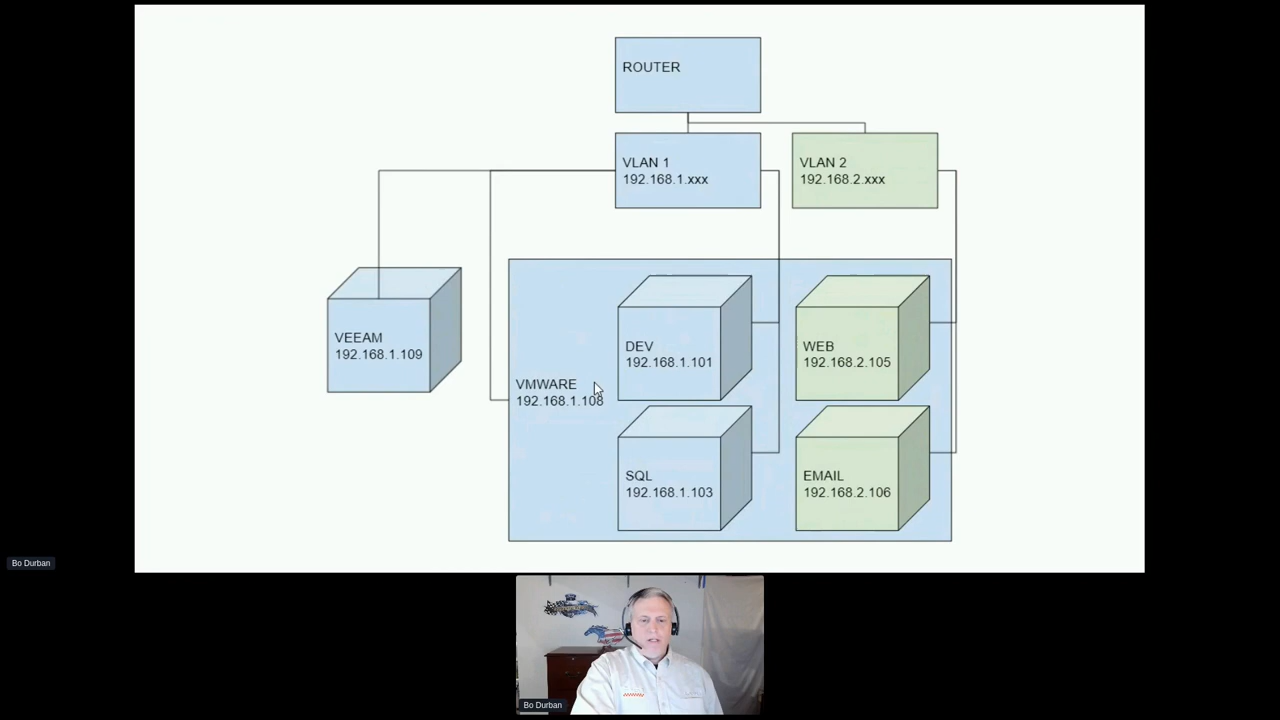 ROUTER
VLAN 1
192.168.1.xxx
VLAN 2
192.168.2.xxx
VEEAM
192.168.1.109
VMWARE
192.168.1.108
DEV
192.168.1.101
WEB
192.168.2.105
SQL
192.168.1.103
EMAIL
192.168.2.106
Bo Durban
Bo Durban